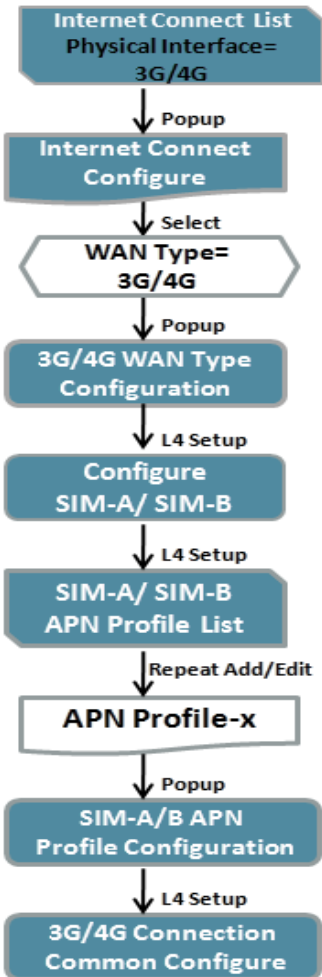 Internet Connect List
Physical Interface=
3G/4G
Popup
Internet Connect
Configure
Select
WAN Type=
3G/4G
Popup
3G/4G WAN Type
Configuration
L4 Setup
Configure
SIM-A/ SIM-B
L4 Setup
SIM-A/ SIM-B
APN Profile List
Repeat Add/Edit
APN Profile-x
Popup
SIM-A/B APN
Profile Configuration
L4 Setup
3G/4G Connection
Common Configure